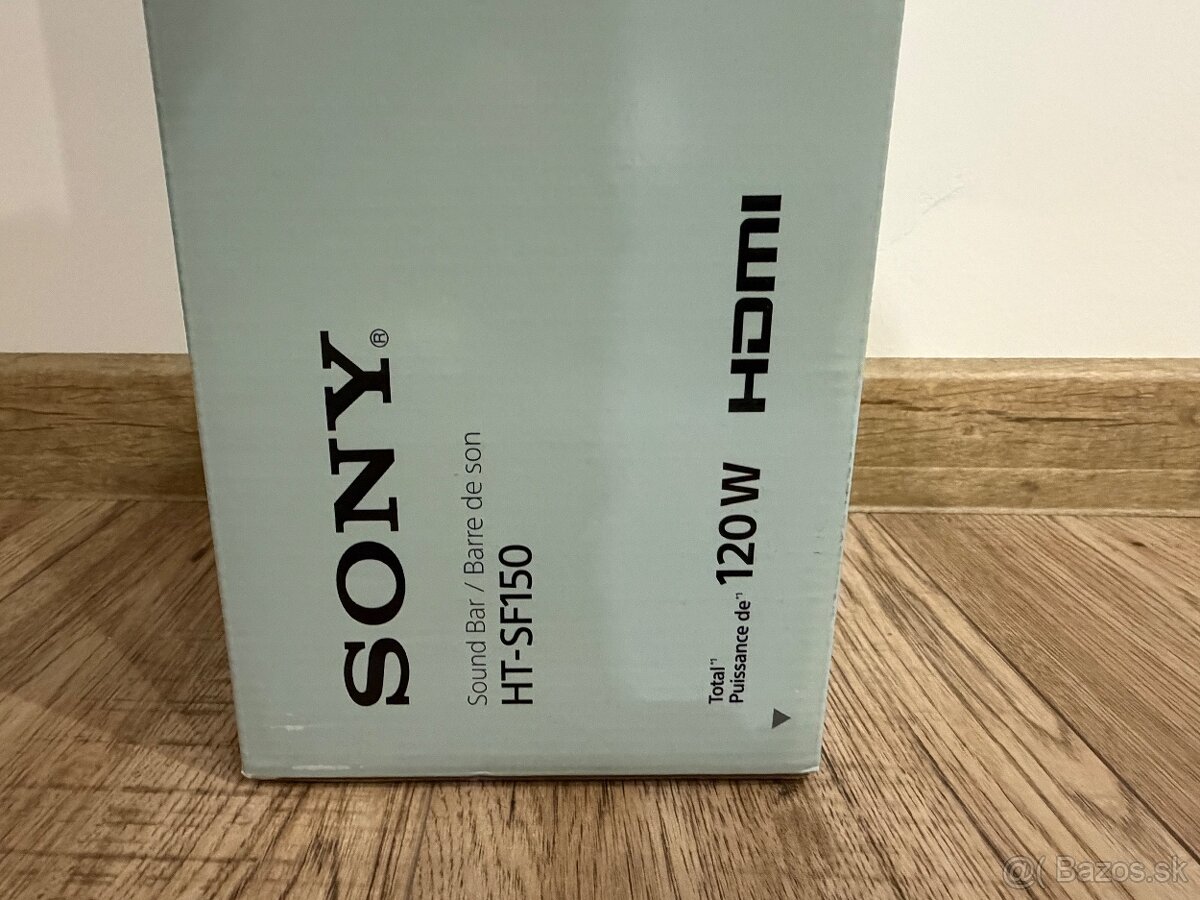 SONY®
Sound Bar / Barre de son
HT-SF150
Total*¹
Puissance de*¹ 120 W
HDMI
@( Bazos.sk